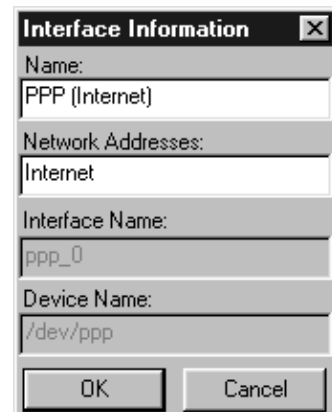 Interface Information
Name:
PPP (Internet)
Network Addresses:
Internet
Interface Name:
ppp_0
Device Name:
/dev/ppp
OK Cancel